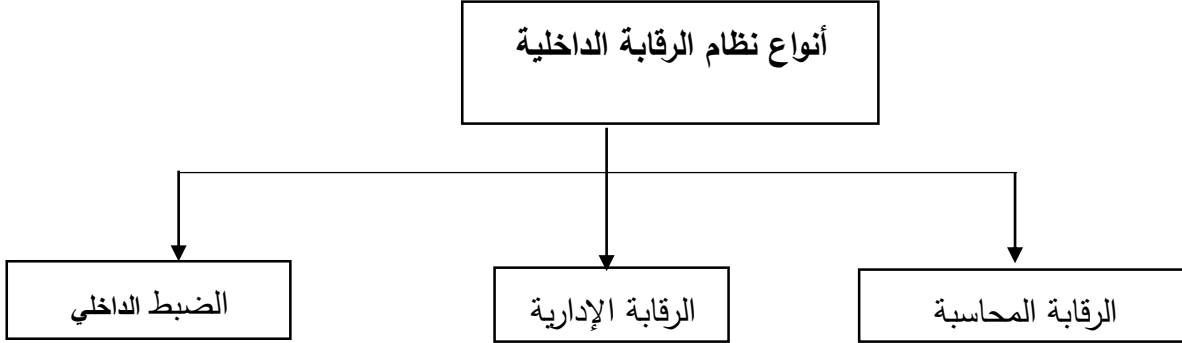 أنواع نظام الرقابة الداخلية
الرقابة المحاسبة
الرقابة الإدارية
الضبط الداخلي